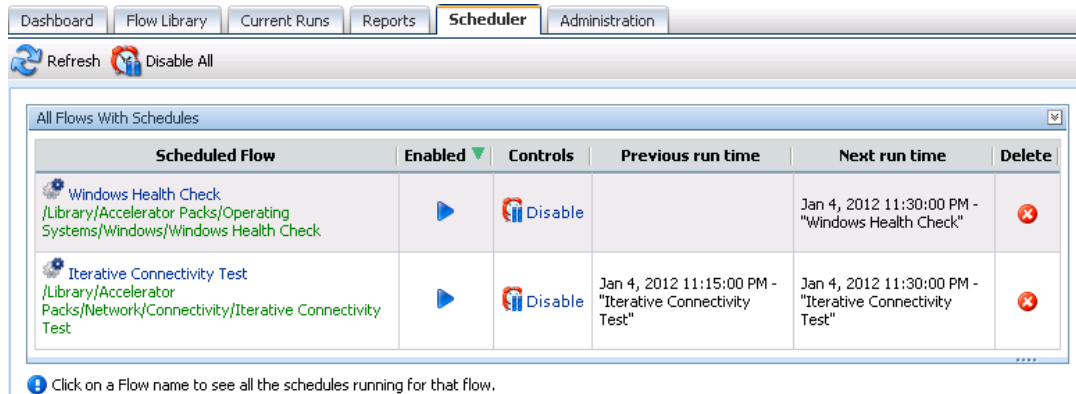 Dashboard Flow Library Current Runs Reports Scheduler Administration
Refresh Disable All
All Flows With Schedules
Scheduled Flow Enabled Controls Previous run time Next run time Delete
Windows Health Check
/Library/Accelerator Packs/Operating
Systems/Windows/Windows Health Check
Disable
Jan 4, 2012 11:30:00 PM -
"Windows Health Check"
Iterative Connectivity Test
/Library/Accelerator
Packs/Network/Connectivity/Iterative Connectivity
Test
Disable
Jan 4, 2012 11:15:00 PM -
"Iterative Connectivity
Test"
Jan 4, 2012 11:30:00 PM -
"Iterative Connectivity
Test"
Click on a Flow name to see all the schedules running for that flow.